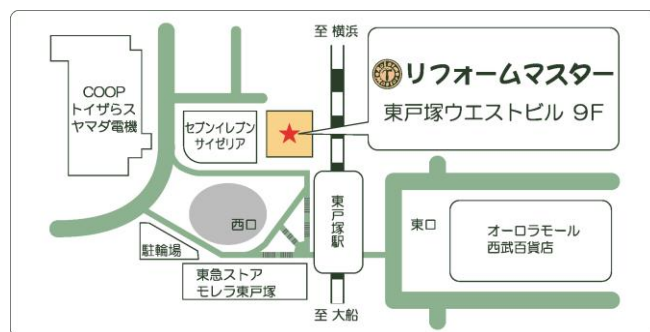 至 横浜
リフォームマスター
東戸塚ウエストビル 9F
COOP
トイザらス
ヤマダ電機
セブンイレブン
サイゼリア
西口
東戸塚駅
東口
オーロラモール
西武百貨店
駐輪場
東急ストア
モレラ東戸塚
至 大船